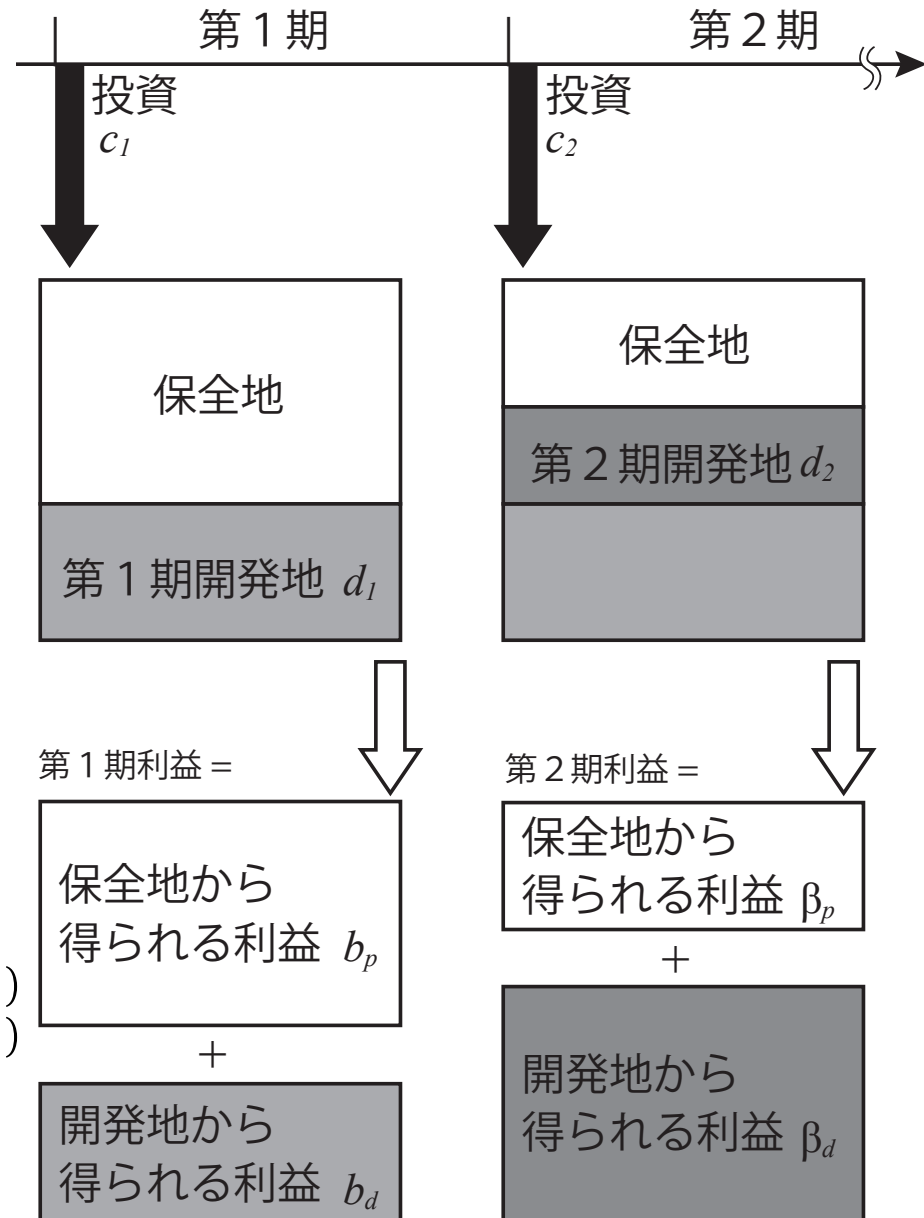 第1期
第2期
投資
c₁
投資
c₂
保全地
第1期開発地 d₁
保全地
第2期開発地 d₂
第1期利益 =
保全地から
得られる利益 bₚ
+
開発地から
得られる利益 b_d
第2期利益 =
保全地から
得られる利益 βₚ
+
開発地から
得られる利益 β_d
)
)